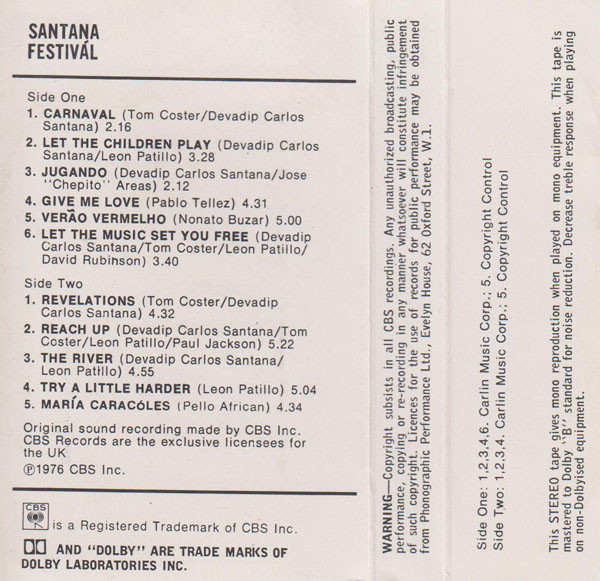 SANTANA
FESTIVÁL
Side One
1. CARNAVAL (Tom Coster/Devadip Carlos
Santana) 2.16
2. LET THE CHILDREN PLAY (Devadip Carlos
Santana/Leon Patillo) 3.28
3. JUGANDO (Devadip Carlos Santana/Jose
"Chepito" Areas) 2.12
4. GIVE ME LOVE (Pablo Tellez) 4.31
5. VERÃO VERMELHO (Nonato Buzar) 5.00
6. LET THE MUSIC SET YOU FREE (Devadip
Carlos Santana/Tom Coster/Leon Patillo/
David Rubinson) 3.40
Side Two
1. REVELATIONS (Tom Coster/Devadip
Carlos Santana) 4.32
2. REACH UP (Devadip Carlos Santana/Tom
Coster/Leon Patillo/Paul Jackson) 5.22
3. THE RIVER (Devadip Carlos Santana/
Leon Patillo) 4.55
4. TRY A LITTLE HARDER (Leon Patillo) 5.04
5. MARÍA CARACÓLES (Pello African) 4.34
Original sound recording made by CBS Inc.
CBS Records are the exclusive licensees for
the UK
℗1976 CBS Inc.
CBS
is a Registered Trademark of CBS Inc.
AND "DOLBY" ARE TRADE MARKS OF
DOLBY LABORATORIES INC.
WARNING—Copyright subsists in all CBS recordings. Any unauthorized broadcasting, public
performance, copying or re-recording in any manner whatsoever will constitute infringement
of such copyright. Licences for the use of records for public performance may be obtained
from Phonographic Performance Ltd., Evelyn House, 62 Oxford Street, W.1.
Side One: 1,2,3,4,6. Carlin Music Corp.; 5. Copyright Control
Side Two: 1,2,3,4. Carlin Music Corp.; 5. Copyright Control
This STEREO tape gives mono reproduction when played on mono equipment. This tape is
mastered to Dolby "B" standard for noise reduction. Decrease treble response when playing
on non-Dolbyised equipment.